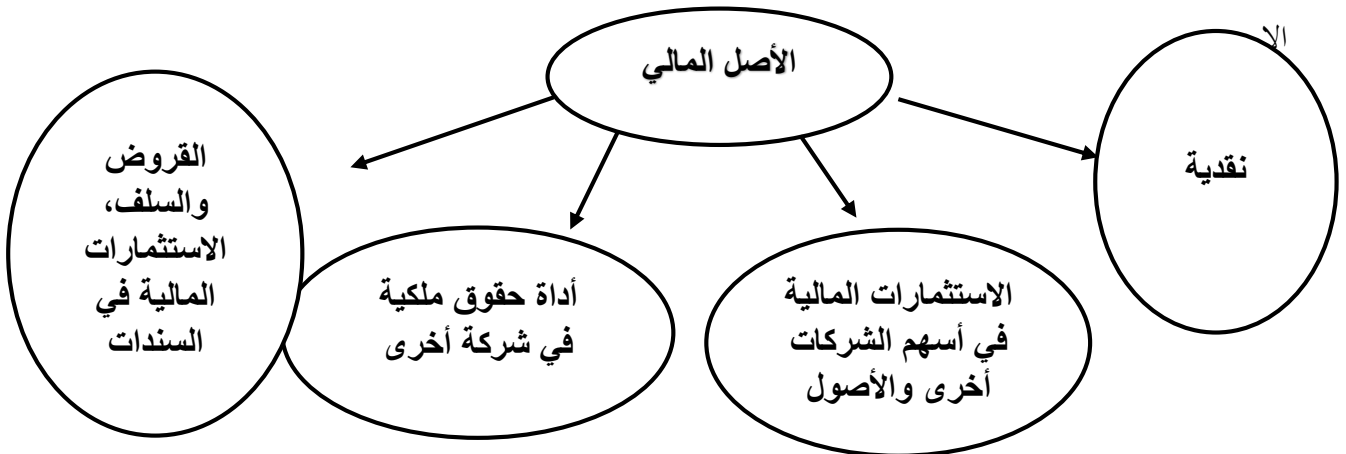 الا
الأصل المالي
نقدية
الاستثمارات المالية
في أسهم الشركات
أخرى والأصول
أداة حقوق ملكية
في شركة أخرى
القروض
والسلف،
الاستثمارات
المالية في
السندات